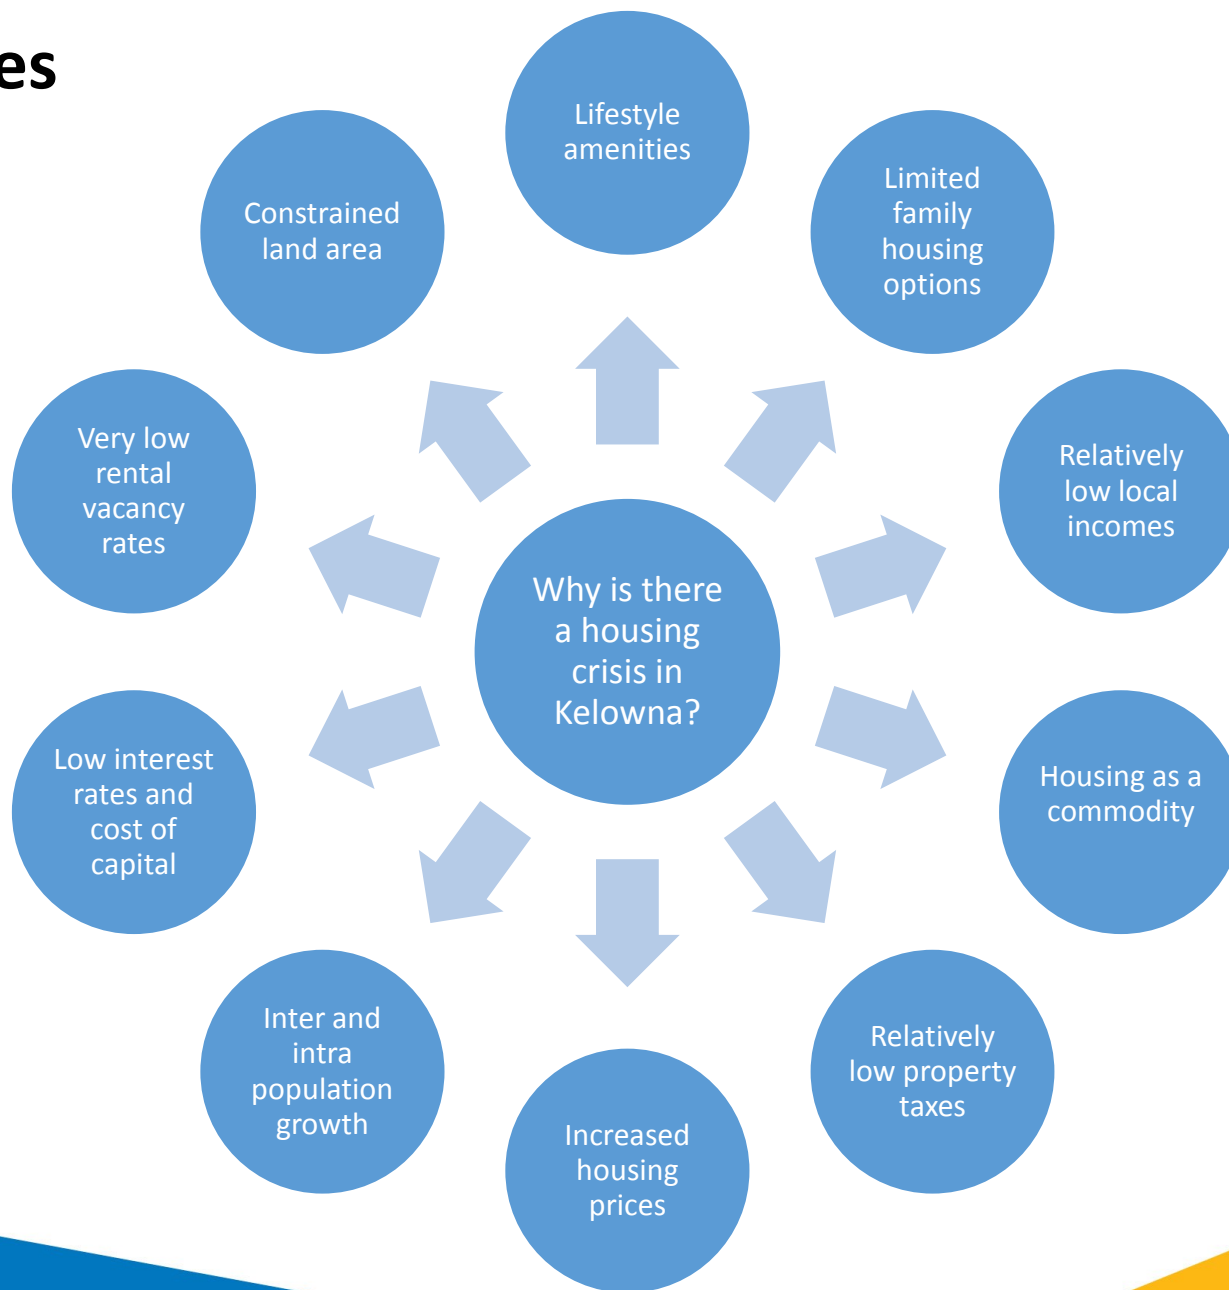 es
Lifestyle
amenities
Limited
family
housing
options
Relatively
low local
incomes
Housing as a
commodity
Relatively
low property
taxes
Increased
housing
prices
Inter and
intra
population
growth
Low interest
rates and
cost of
capital
Very low
rental
vacancy
rates
Constrained
land area
Why is there
a housing
crisis in
Kelowna?